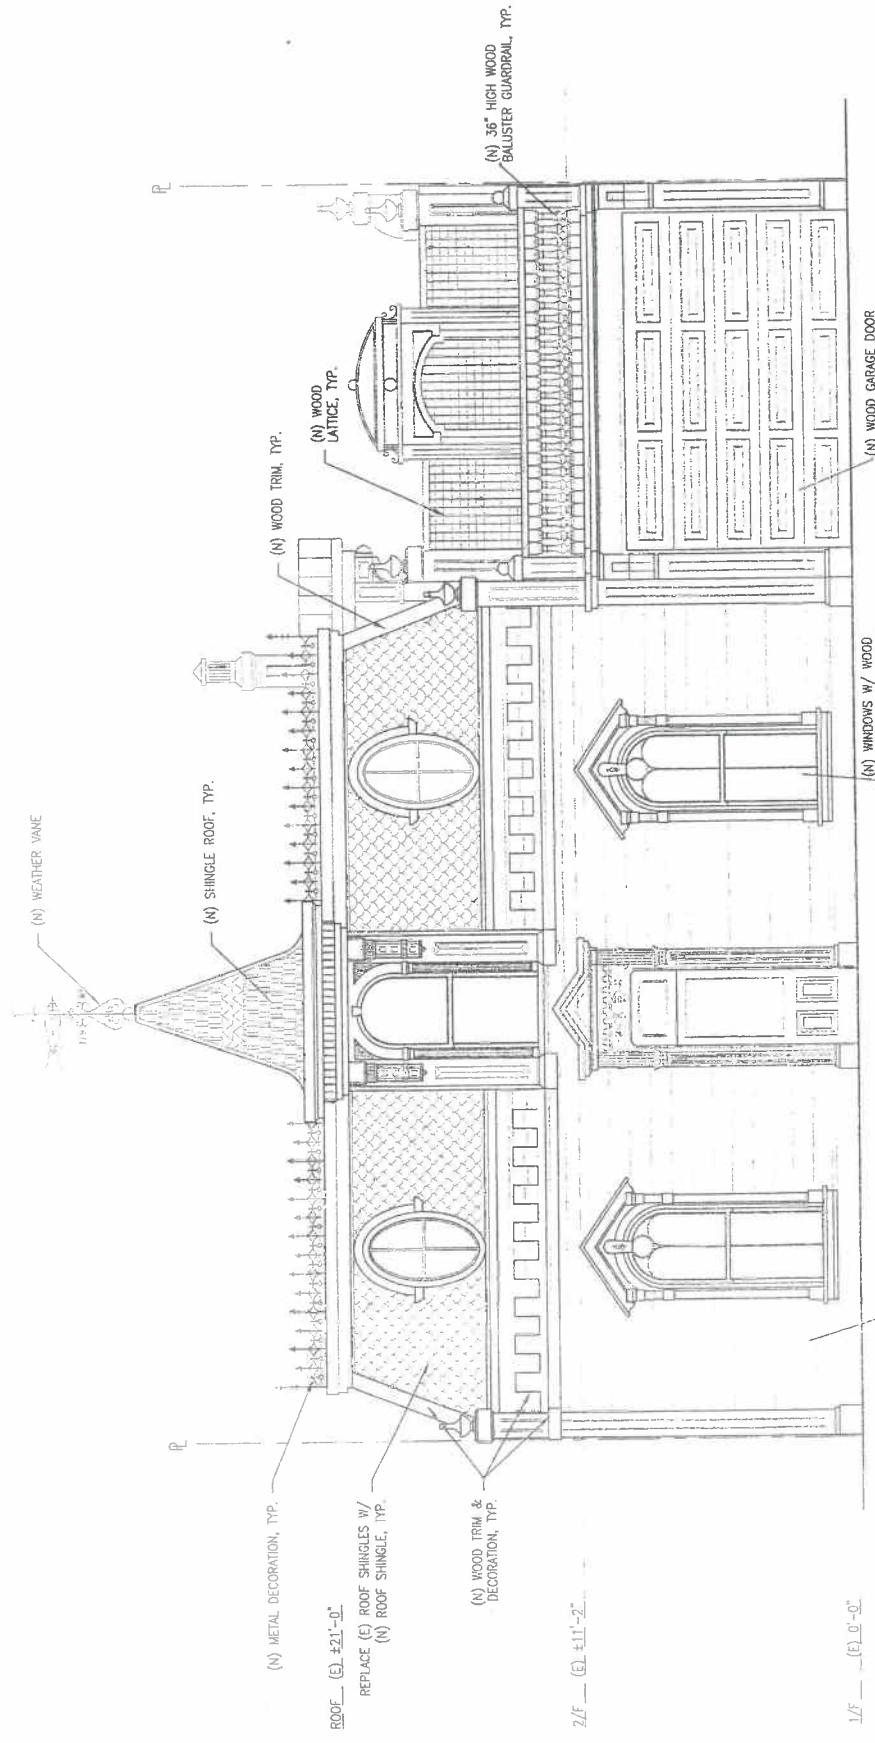 (N) WEATHER VANE
(N) SHINGLE ROOF, TYP.
(N) METAL DECORATION, TYP.
ROOF (E) ±21'-0"
REPLACE (E) ROOF SHINGLES W/
(N) ROOF SHINGLE, TYP.
(N) WOOD TRIM &
DECORATION, TYP.
2/F (E) ±11'-2"
1/F (E) 0'-0"
PL
(N) WOOD TRIM, TYP.
(N) WOOD
LATTICE, TYP.
PL
(N) 36" HIGH WOOD
BALUSTER GUARDRAIL, TYP.
(N) WINDOWS W/ WOOD
(N) WOOD GARAGE DOOR